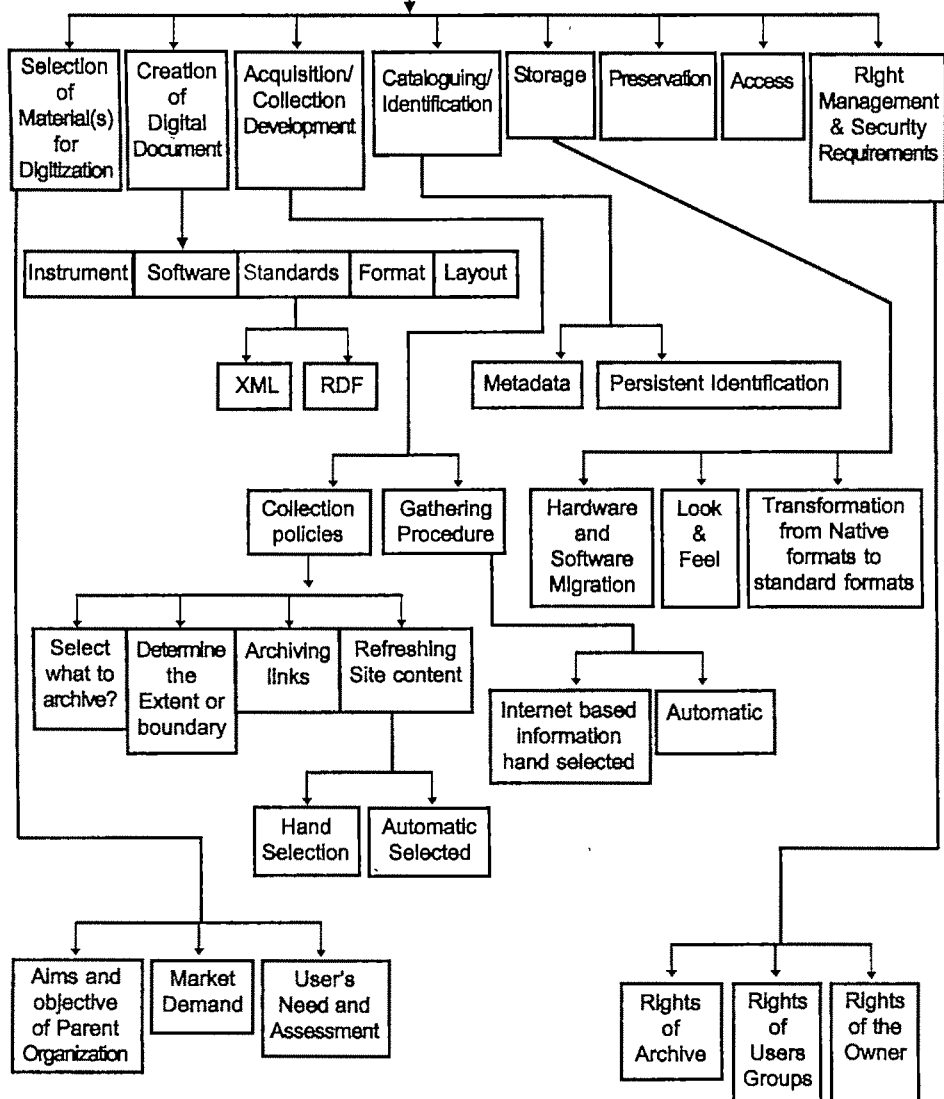 Selection
of
Material(s)
for
Digitization
Creation
of
Digital
Document
Acquisition/
Collection
Development
Cataloguing/
Identification
Storage
Preservation
Access
Right
Management
& Security
Requirements
Instrument
Software
Standards
Format
Layout
XML
RDF
Metadata
Persistent Identification
Collection
policies
Gathering
Procedure
Hardware
and
Software
Migration
Look
&
Feel
Transformation
from Native
formats to
standard formats
Select
what to
archive?
Determine
the
Extent or
boundary
Archiving
links
Refreshing
Site content
Internet based
information
hand selected
Automatic
Hand
Selection
Automatic
Selected
Aims and
objective
of Parent
Organization
Market
Demand
User's
Need and
Assessment
Rights
of
Archive
Rights
of
Users
Groups
Rights
of the
Owner